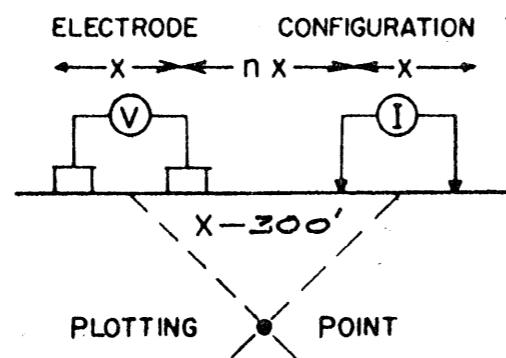 ELECTRODE CONFIGURATION
X n X X
V I
X-300'
PLOTTING POINT